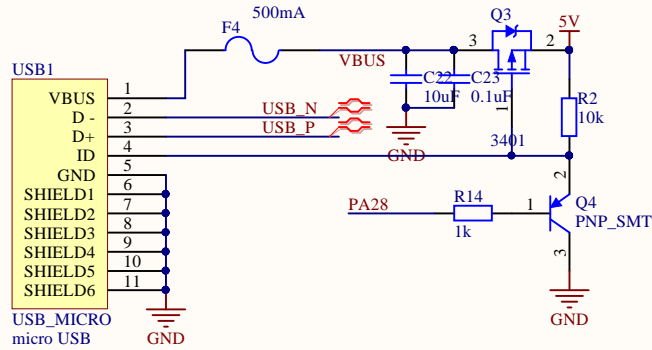 500mA
F4
Q3
5V
USB1
VBUS
3
2
VBUS 1
C22
C23
10uF
0.1uF
R2
10k
D - 2
USB_N
D+ 3
USB_P
1
GND
3401
ID 4
GND 5
SHIELD1 6
SHIELD2 7
SHIELD3 8
SHIELD4 9
SHIELD5 10
SHIELD6 11
2
PA28
R14
1k
1
Q4
PNP_SMT
3
USB_MICRO
micro USB
GND
GND